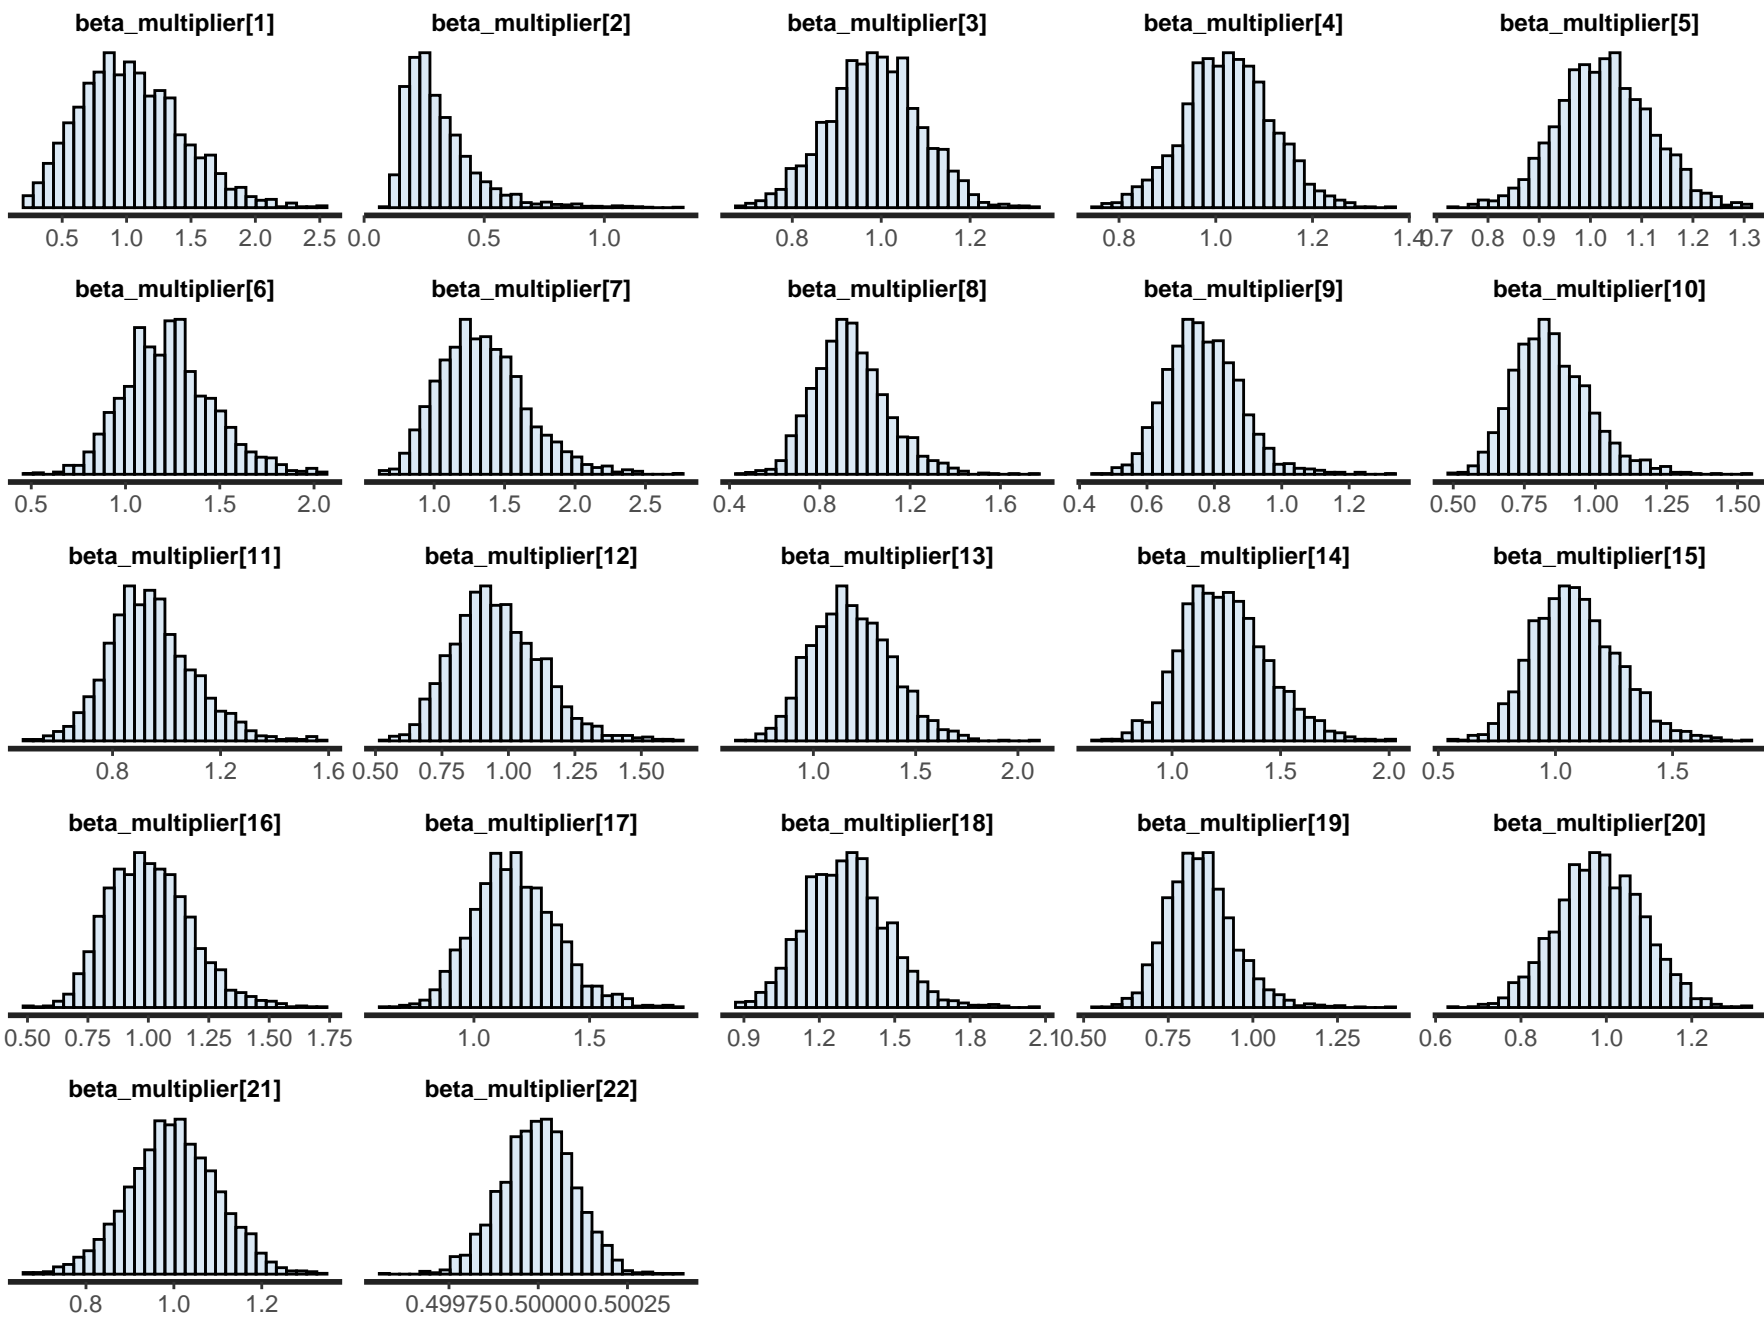 beta_multiplier[1] beta_multiplier[2] beta_multiplier[3] beta_multiplier[4] beta_multiplier[5]
0.5 1.0 1.5 2.0 2.5 0.0 0.5 1.0 0.8 1.0 1.2 0.8 1.0 1.2 1.4 0.7 0.8 0.9 1.0 1.1 1.2 1.3
beta_multiplier[6] beta_multiplier[7] beta_multiplier[8] beta_multiplier[9] beta_multiplier[10]
0.5 1.0 1.5 2.0 1.0 1.5 2.0 2.5 0.4 0.8 1.2 1.6 0.4 0.6 0.8 1.0 1.2 0.50 0.75 1.00 1.25 1.50
beta_multiplier[11] beta_multiplier[12] beta_multiplier[13] beta_multiplier[14] beta_multiplier[15]
0.8 1.2 1.6 0.50 0.75 1.00 1.25 1.50 1.0 1.5 2.0 1.0 1.5 2.0 0.5 1.0 1.5
beta_multiplier[16] beta_multiplier[17] beta_multiplier[18] beta_multiplier[19] beta_multiplier[20]
0.50 0.75 1.00 1.25 1.50 1.75 1.0 1.5 0.9 1.2 1.5 1.8 2.1 0.50 0.75 1.00 1.25 0.6 0.8 1.0 1.2
beta_multiplier[21] beta_multiplier[22]
0.8 1.0 1.2 0.49975 0.50000 0.50025